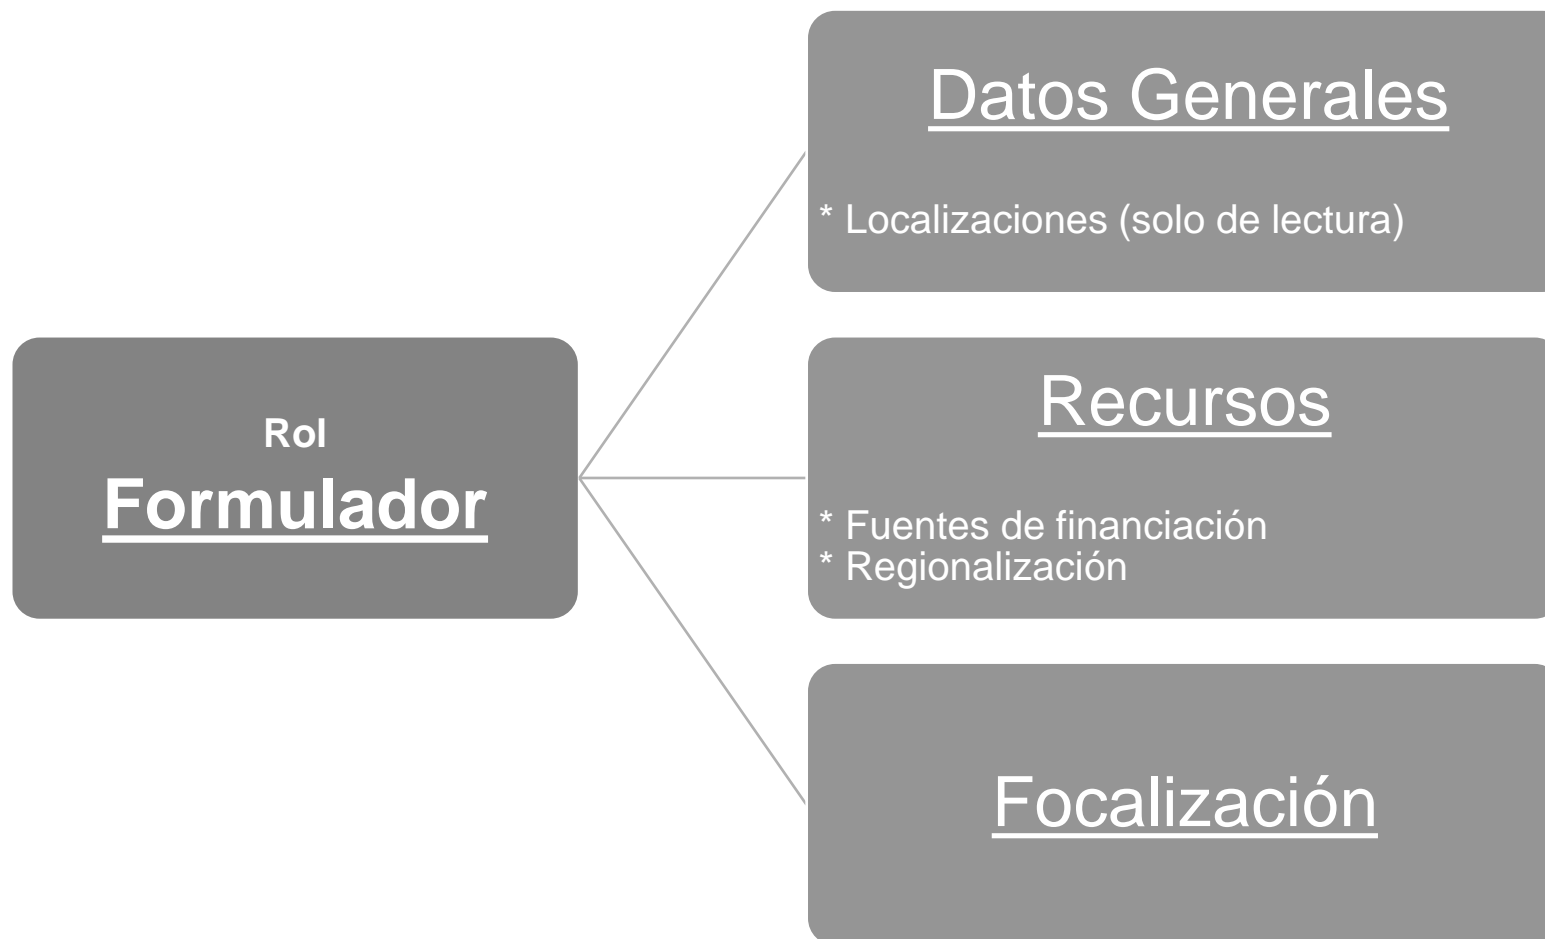 Rol
Formulador
Datos Generales
* Localizaciones (solo de lectura)
Recursos
* Fuentes de financiación
* Regionalización
Focalización